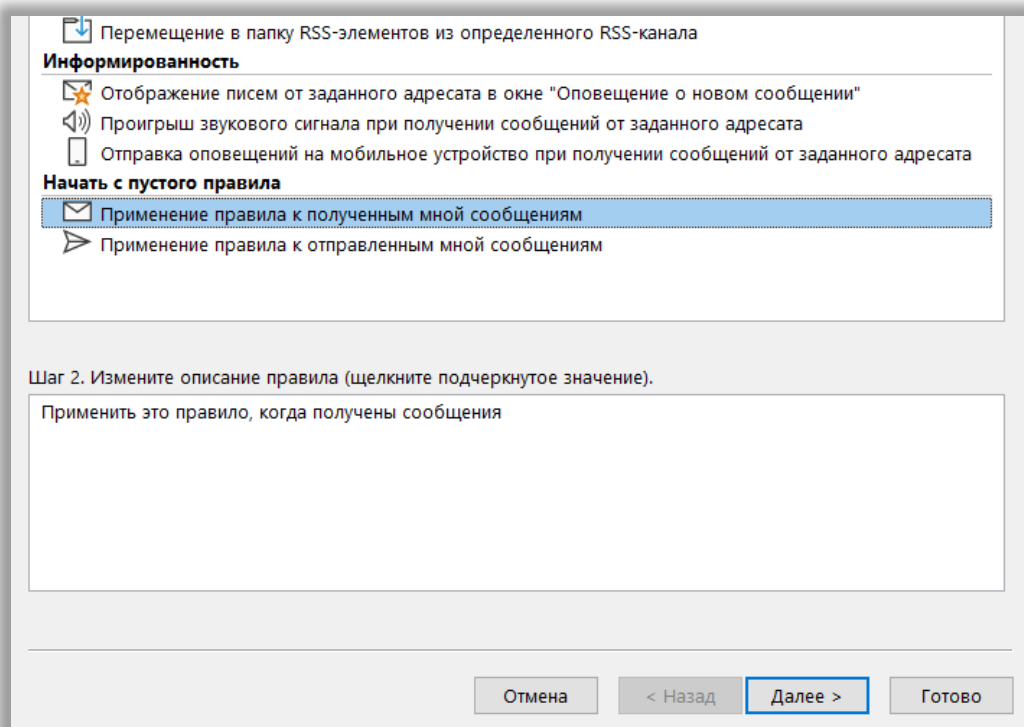 Перемещение в папку RSS-элементов из определенного RSS-канала
Информированность
Отображение писем от заданного адресата в окне "Оповещение о новом сообщении"
Проигрыш звукового сигнала при получении сообщений от заданного адресата
Отправка оповещений на мобильное устройство при получении сообщений от заданного адресата
Начать с пустого правила
Применение правила к полученным мной сообщениям
Применение правила к отправленным мной сообщениям
Шаг 2. Измените описание правила (щелкните подчеркнутое значение).
Применить это правило, когда получены сообщения
Отмена < Назад Далее > Готово